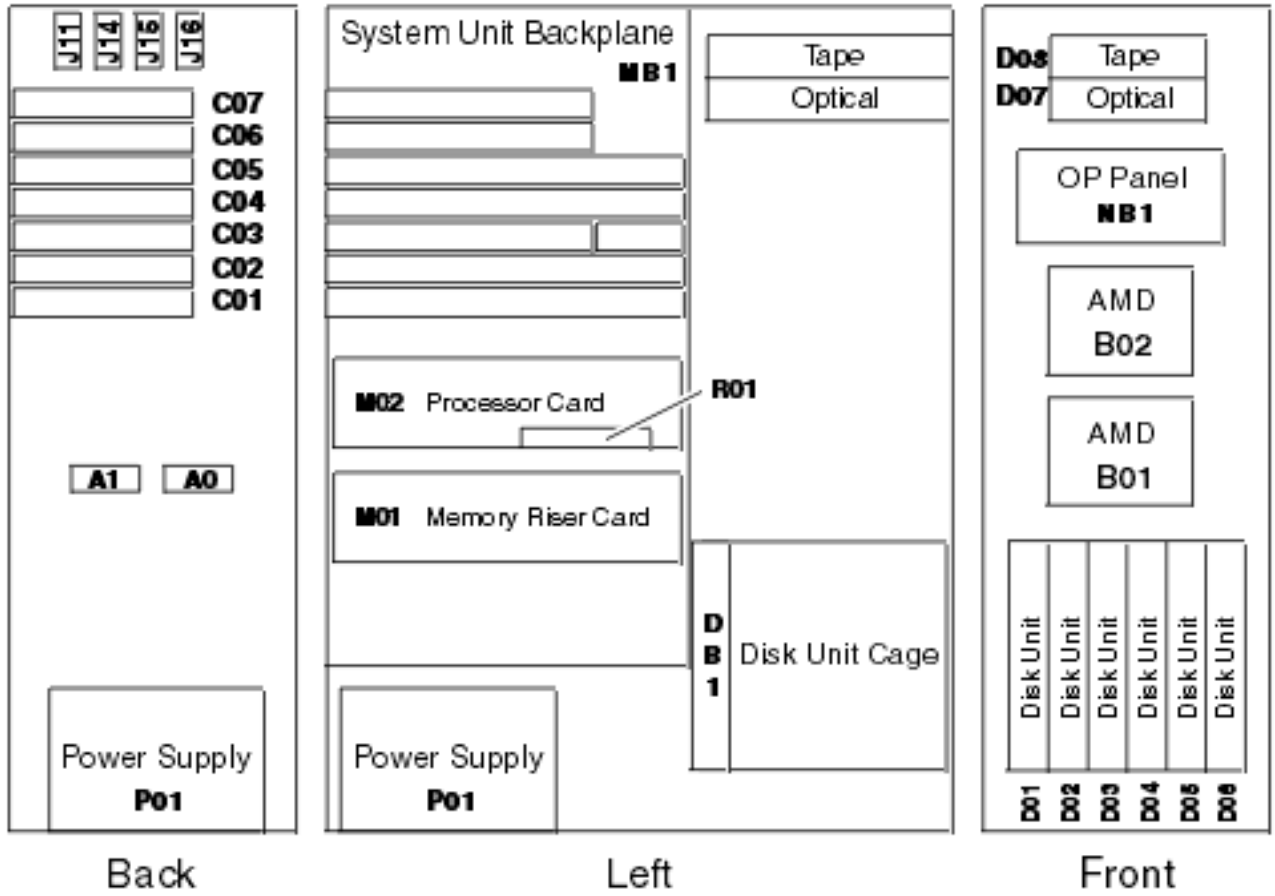 J11 J14 J15 J16
C07
C06
C05
C04
C03
C02
C01
A1 A0
Power Supply
P01
Back
System Unit Backplane
MB1
Tape
Optical
M02 Processor Card
R01
M01 Memory Riser Card
DB1
Disk Unit Cage
Power Supply
P01
Left
D08 Tape
D07 Optical
OP Panel
NB1
AMD
B02
AMD
B01
Disk Unit Disk Unit Disk Unit Disk Unit Disk Unit Disk Unit
D01 D02 D03 D04 D05 D06
Front